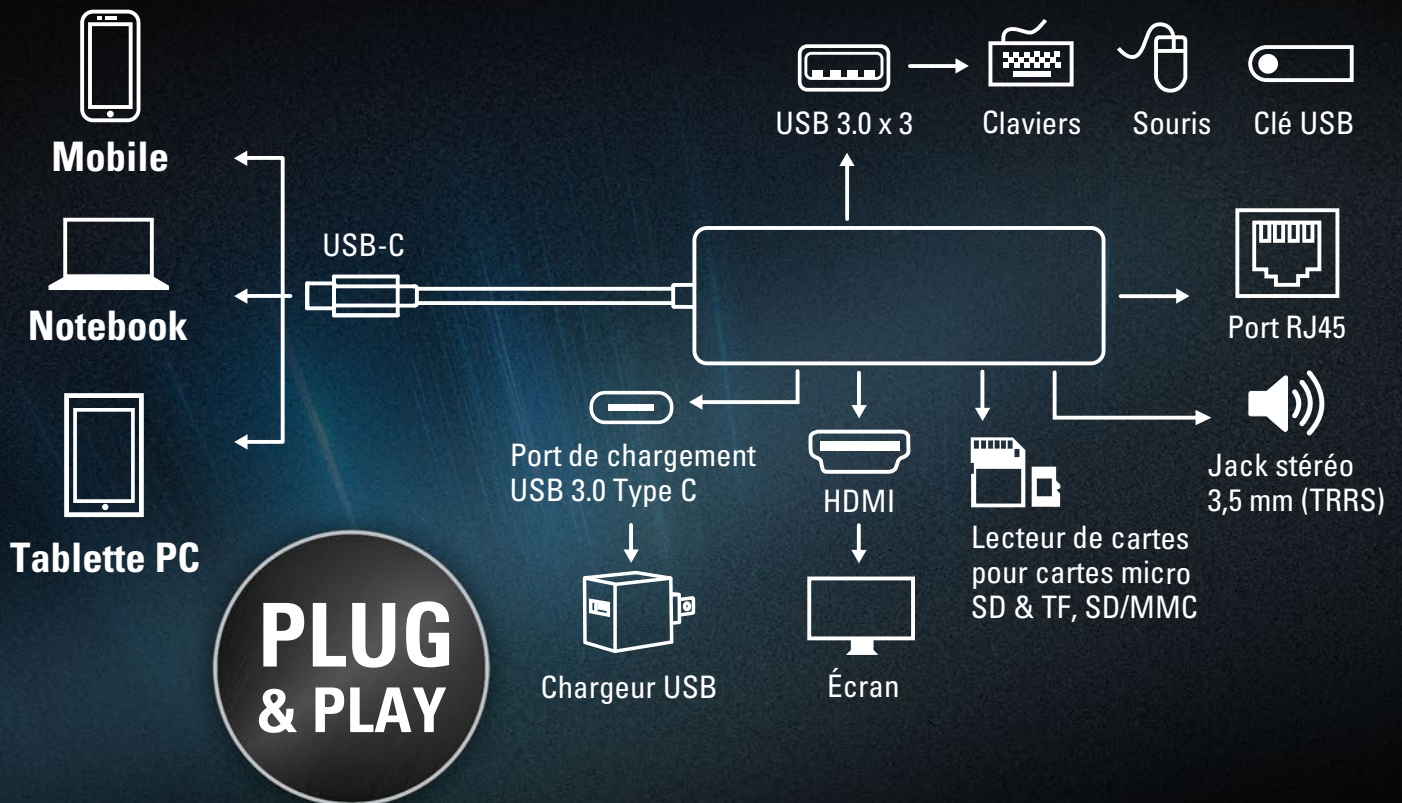 Mobile
Notebook
Tablette PC
USB-C
USB 3.0 x 3
Claviers
Souris
Clé USB
Port RJ45
Jack stéréo
3,5 mm (TRRS)
Port de chargement
USB 3.0 Type C
Chargeur USB
HDMI
Écran
Lecteur de cartes
pour cartes micro
SD & TF, SD/MMC
PLUG
& PLAY